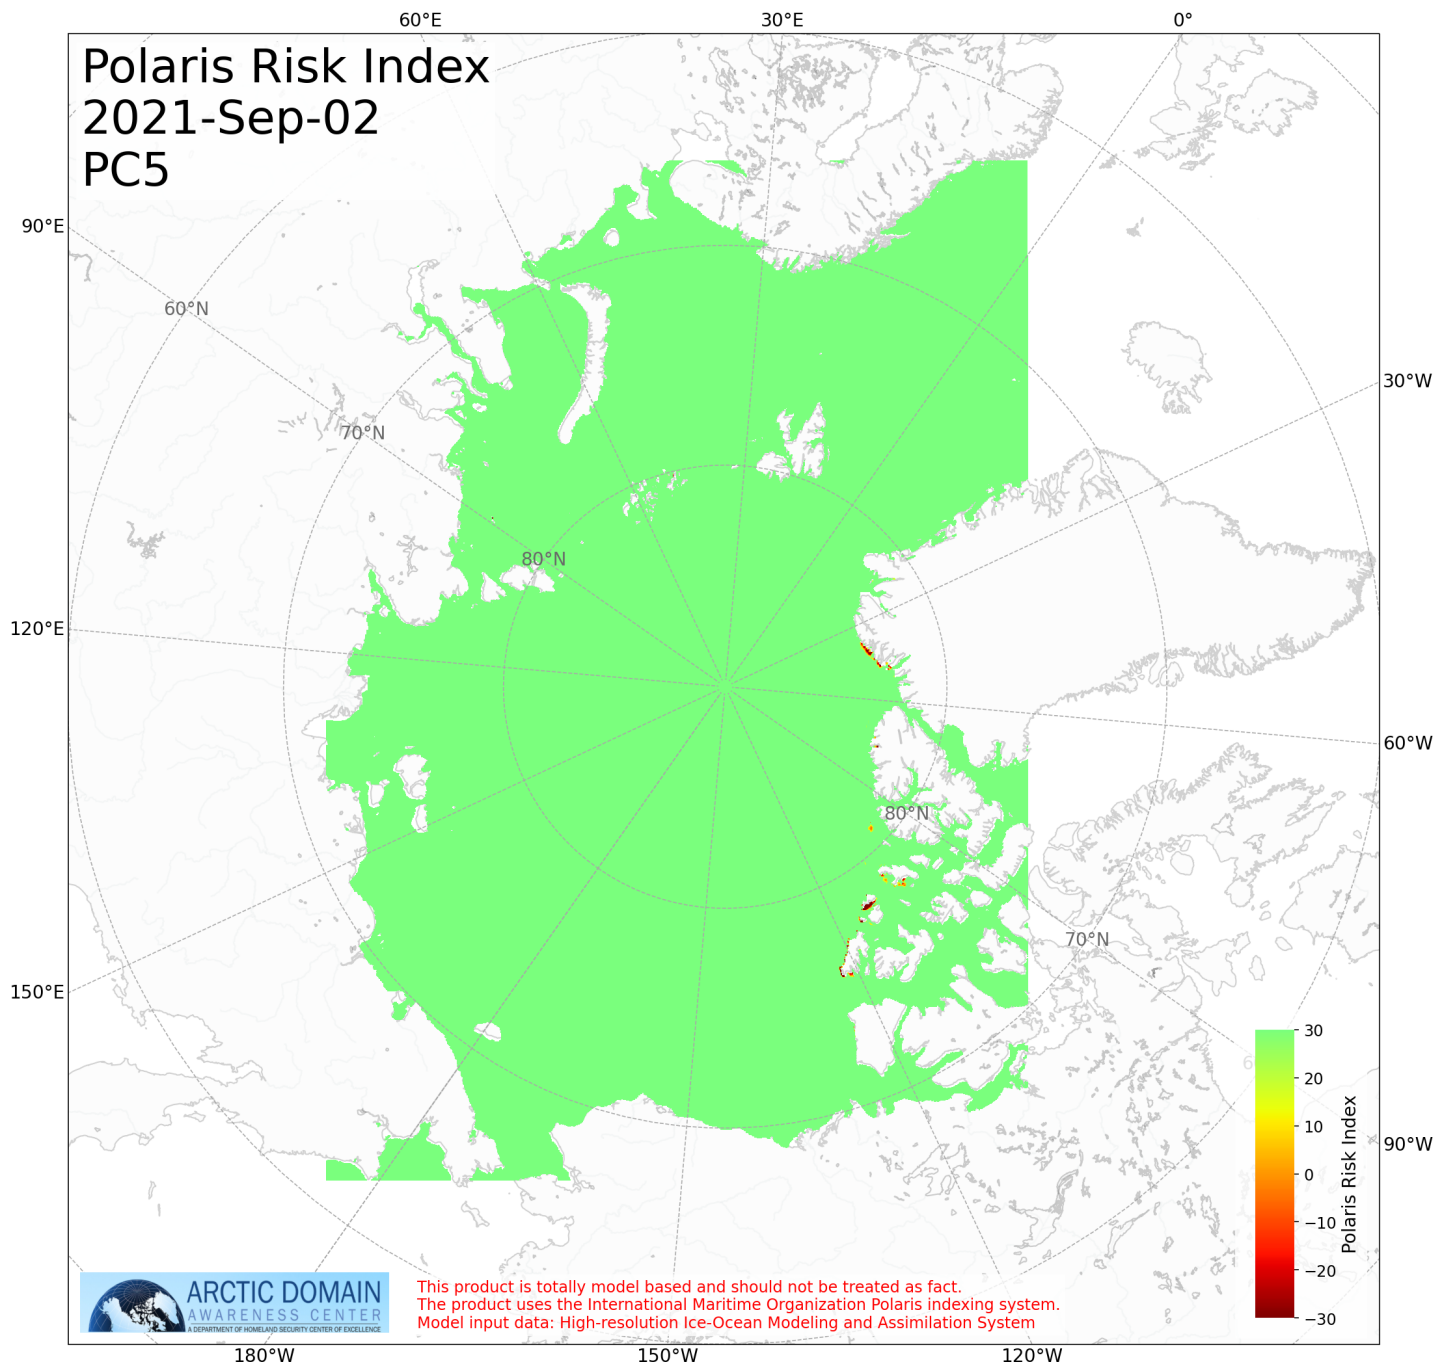 60°E 30°E 0°
Polaris Risk Index
2021-Sep-02
PC5
90°E
60°N
30°W
70°N
80°N
120°E
60°W
80°N
70°N
150°E
30
20
10
0
−10
−20
−30
Polaris Risk Index
90°W
ARCTIC DOMAIN
AWARENESS CENTER
A DEPARTMENT OF HOMELAND SECURITY CENTER OF EXCELLENCE
This product is totally model based and should not be treated as fact.
The product uses the International Maritime Organization Polaris indexing system.
Model input data: High-resolution Ice-Ocean Modeling and Assimilation System
180°W 150°W 120°W